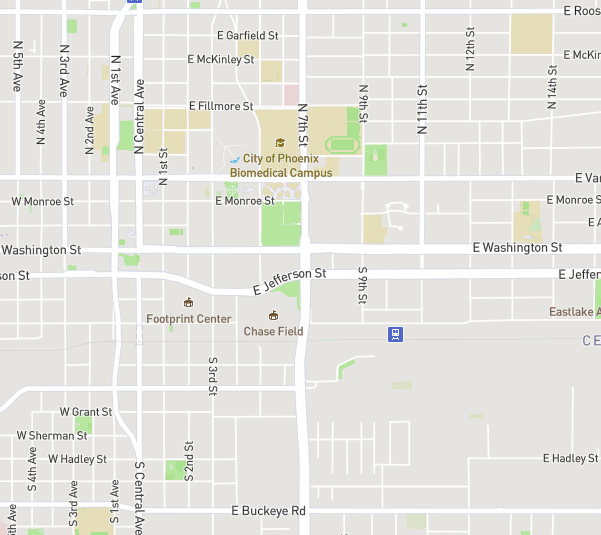 E Roos
E Garfield St
N 5th Ave
N 3rd Ave
N 1st Ave
E McKinley St
N 12th St
E McKin
N Central Ave
N 4th Ave
N 2nd Ave
E Fillmore St
N 7th St
N 9th St
N 11th St
N 14th St
N 1st St
City of Phoenix
Biomedical Campus
E Van
W Monroe St
E Monroe St
E Monroe S
Washington St
E Washington St
son St
E Jefferson St
S 9th St
E Jeffer
Footprint Center
Chase Field
Eastlake A
C E
S 3rd St
W Grant St
W Sherman St
W Hadley St
S 2nd St
E Hadley St
S 4th Ave
S 3rd Ave
S 1st Ave
S Central Ave
E Buckeye Rd
th Ave